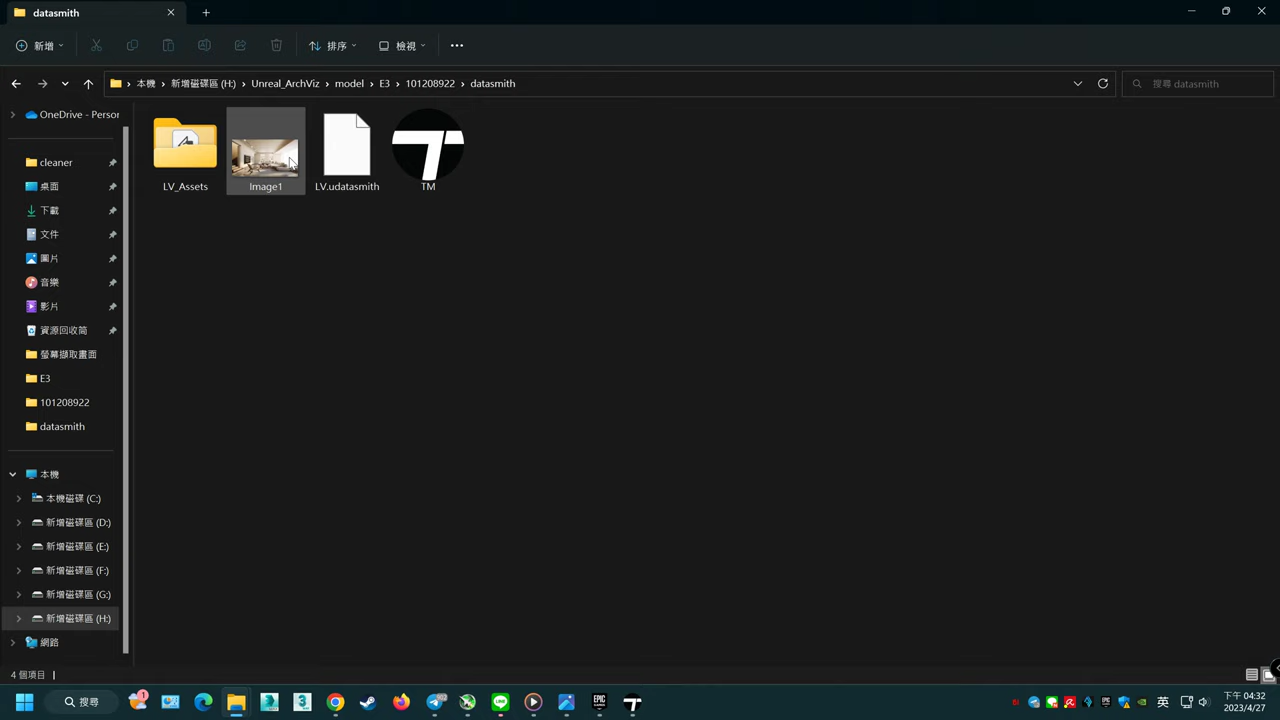 datasmith
新增
排序
檢視
本機 › 新增磁碟區 (H:) › Unreal_ArchViz › model › E3 › 101208922 › datasmith
搜尋 datasmith
OneDrive - Persor
cleaner
桌面
下載
文件
圖片
音樂
影片
資源回收筒
螢幕擷取畫面
E3
101208922
datasmith
本機
本機磁碟 (C:)
新增磁碟區 (D:)
新增磁碟區 (E:)
新增磁碟區 (F:)
新增磁碟區 (G:)
新增磁碟區 (H:)
網路
LV_Assets
Image1
LV.udatasmith
TM
4 個項目
搜尋
1
3
LINE
EPIC
英
下午 04:32
2023/4/27